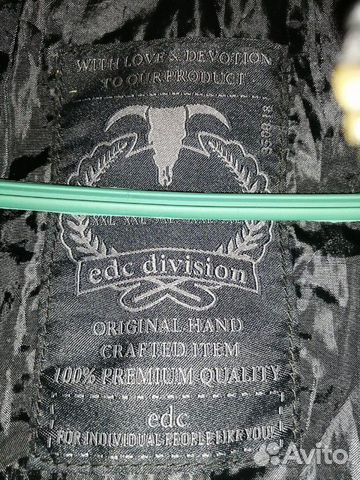 WITH LOVE & DEVOTION
TO OUR PRODUCT
edc division
ORIGINAL HAND
CRAFTED ITEM
100% PREMIUM QUALITY
edc
FOR INDIVIDUAL PEOPLE LIKE YOU!
Avito